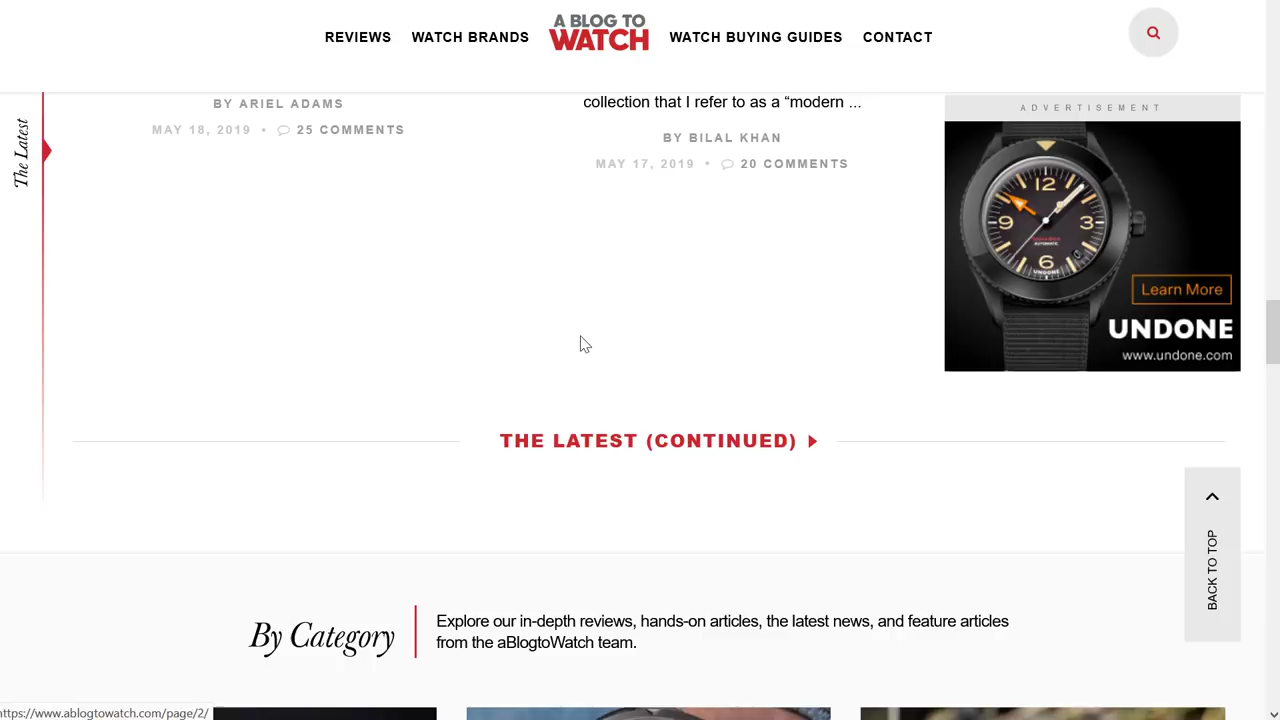 REVIEWS
WATCH BRANDS
A BLOG TO
WATCH
WATCH BUYING GUIDES
CONTACT
The Latest
BY ARIEL ADAMS
MAY 18, 2019 • 25 COMMENTS
collection that I refer to as a “modern ...
BY BILAL KHAN
MAY 17, 2019 • 20 COMMENTS
ADVERTISEMENT
12
9
3
6
AUTOMATIC
UNDONE
Learn More
UNDONE
www.undone.com
THE LATEST (CONTINUED)
BACK TO TOP
By Category
Explore our in-depth reviews, hands-on articles, the latest news, and feature articles
from the aBlogtoWatch team.
https://www.ablogtowatch.com/page/2/